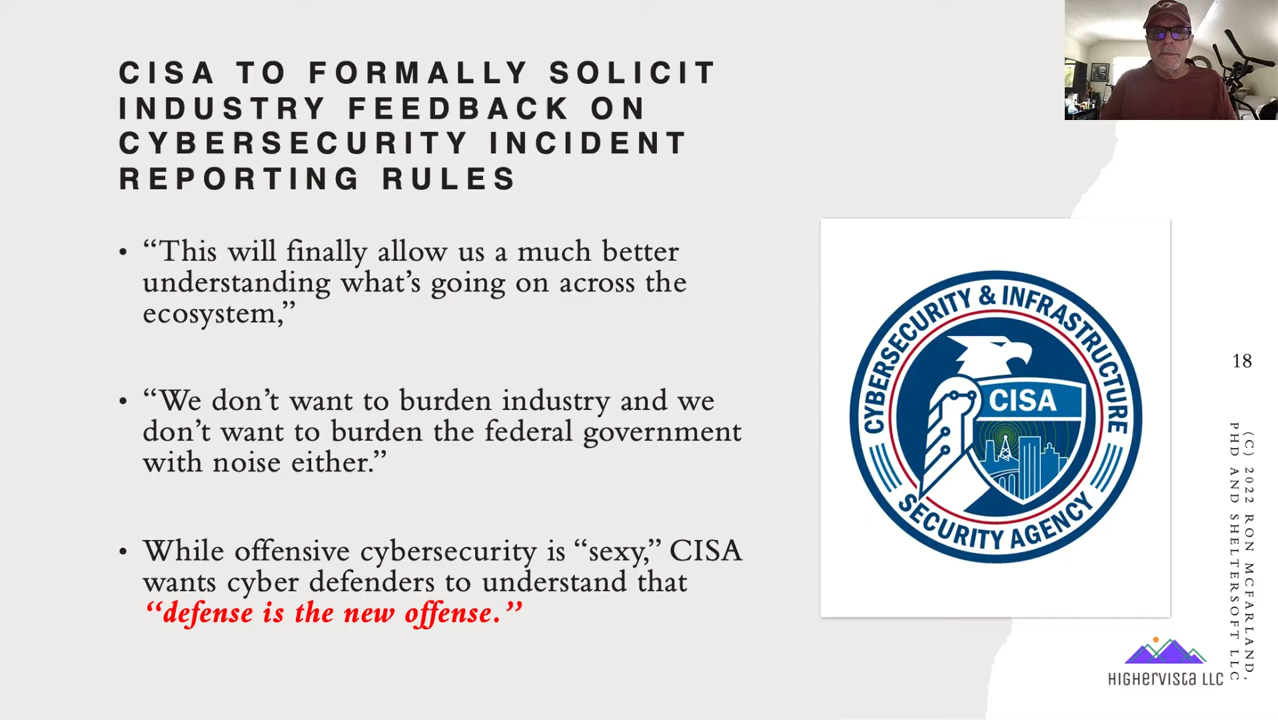 CISA TO FORMALLY SOLICIT
INDUSTRY FEEDBACK ON
CYBERSECURITY INCIDENT
REPORTING RULES
• “This will finally allow us a much better
understanding what’s going on across the
ecosystem,”
• “We don’t want to burden industry and we
don’t want to burden the federal government
with noise either.”
• While offensive cybersecurity is “sexy,” CISA
wants cyber defenders to understand that
“defense is the new offense.”
CYBERSECURITY & INFRASTRUCTURE
CISA
SECURITY AGENCY
18
(C) 2022 RON MCFARLAND,
PHD AND SHELTERSOFT LLC
HIGHERVISTA LLC
VT